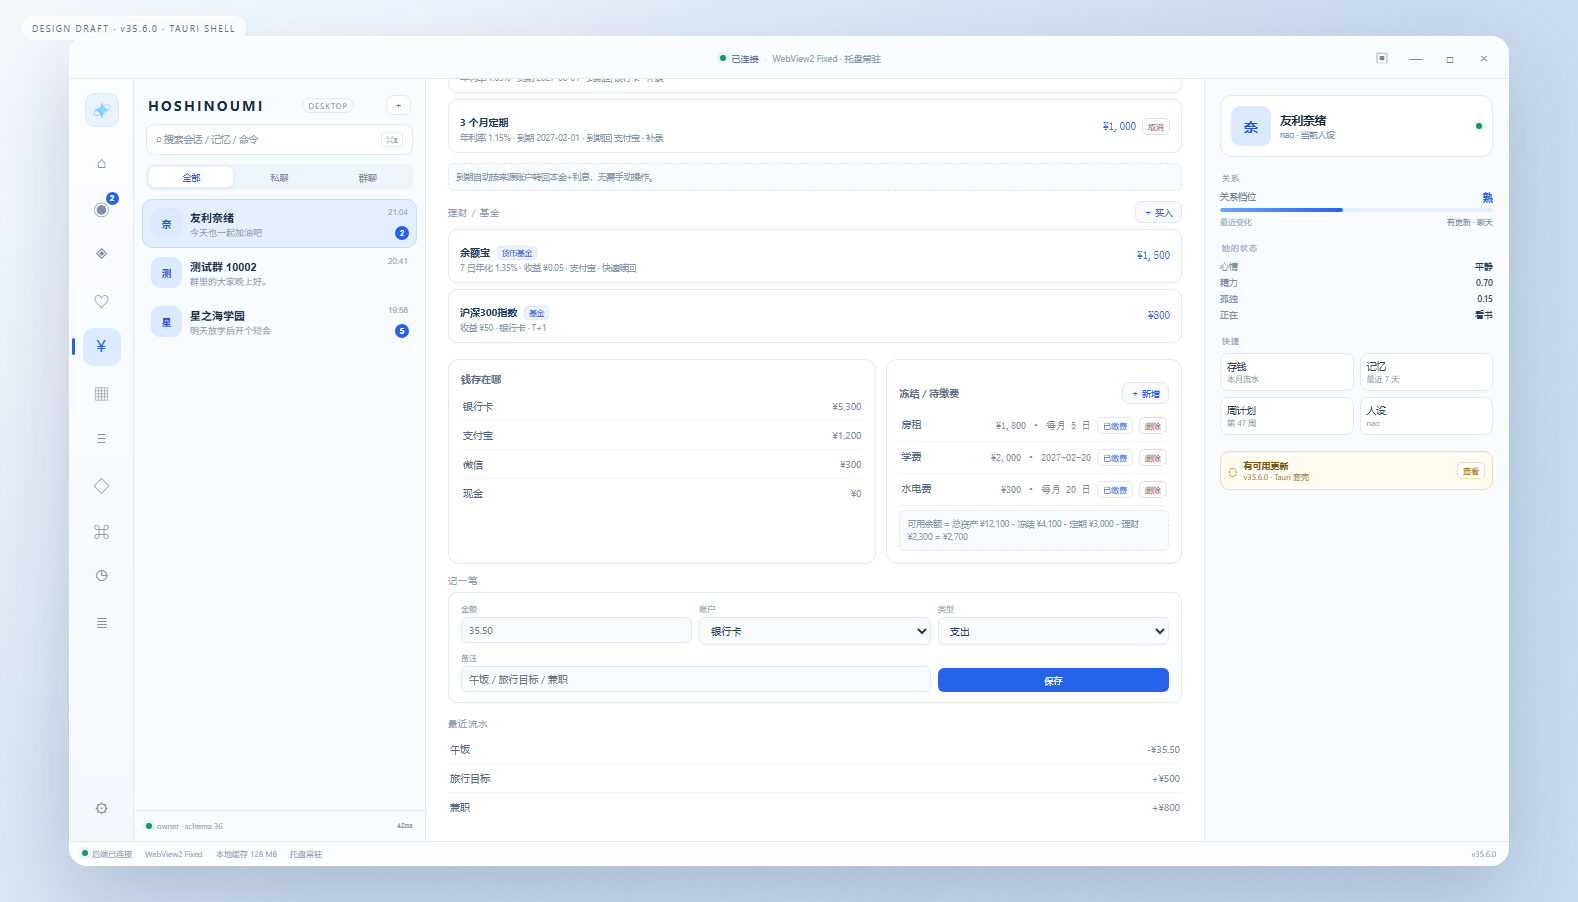 DESIGN DRAFT · v35.6.0 · TAURI SHELL
已连接 · WebView2 Fixed · 托盘常驻
2
¥
HOSHINOUMI
DESKTOP
+
搜索会话 / 记忆 / 命令
⌘K
全部
私聊
群聊
奈
友利奈绪
21:04
今天也一起加油吧
2
测
测试群 10002
20:41
群里的大家晚上好。
星
星之海学园
19:58
明天放学后开个短会
5
owner · schema 36
42ms
3 个月定期
年利率 1.15% · 到期 2027-02-01 · 到期回 支付宝 · 补录
¥1,000
取消
到期自动按来源账户转回本金+利息,无需手动操作。
理财 / 基金
+ 买入
余额宝
货币基金
7 日年化 1.35% · 收益 ¥0.05 · 支付宝 · 快速赎回
¥1,500
沪深300指数
基金
收益 ¥50 · 银行卡 · T+1
¥800
钱存在哪
银行卡
¥5,300
支付宝
¥1,200
微信
¥300
现金
¥0
冻结 / 待缴费
+ 新增
房租
¥1,800 · 每月 5 日
已缴费
删除
学费
¥2,000 · 2027-02-20
已缴费
删除
水电费
¥300 · 每月 20 日
已缴费
删除
可用余额 = 总资产 ¥12,100 - 冻结 ¥4,100 - 定期 ¥3,000 - 理财
¥2,300 = ¥2,700
记一笔
金额
账户
类型
35.50
银行卡
支出
备注
午饭 / 旅行目标 / 兼职
保存
最近流水
午饭
-¥35.50
旅行目标
+¥500
兼职
+¥800
奈
友利奈绪
nao · 当前人设
关系
关系档位
熟
最近变化
有更新 · 聊天
她的状态
心情
平静
精力
0.70
孤独
0.15
正在
看书
快捷
存钱
本月流水
记忆
最近 7 天
周计划
第 47 周
人设
nao
有可用更新
v35.6.0 · Tauri 套壳
查看
后端已连接
WebView2 Fixed
本地缓存 128 MB
托盘常驻
v35.6.0